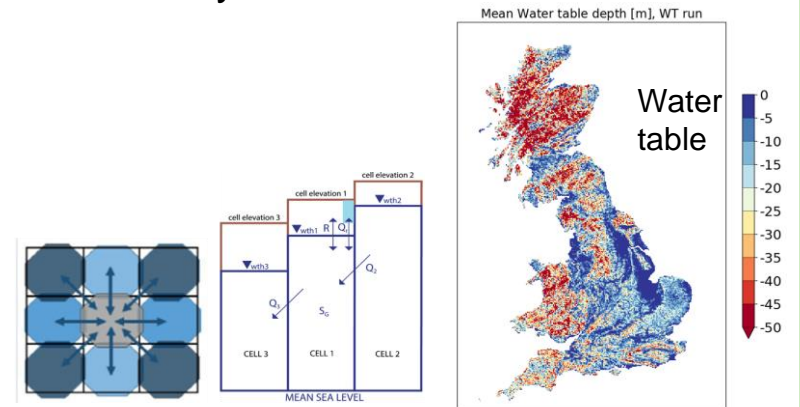 y
Mean Water table depth [m], WT run
Water
table
0
-5
-10
-15
-20
-25
-30
-35
-40
-45
-50
cell elevation 2
cell elevation 1
cell elevation 3
wth2
wth1
R
wth3
Q₂
Q₃
S_G
CELL 3
CELL 1
CELL 2
MEAN SEA LEVEL